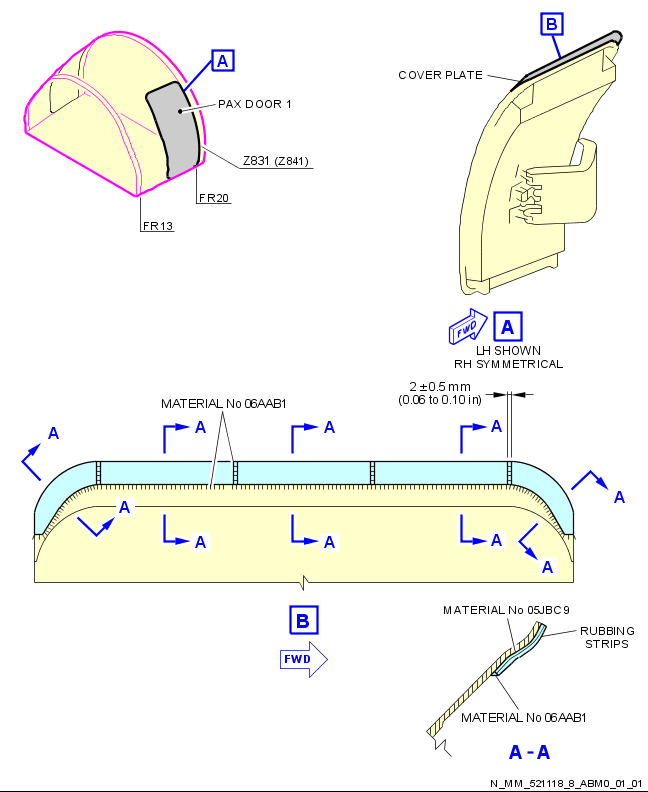 A
PAX DOOR 1
Z831 (Z841)
FR20
FR13
B
COVER PLATE
FWD
A
LH SHOWN
RH SYMMETRICAL
2 ±0.5 mm
(0.06 to 0.10 in)
MATERIAL No 06AAB1
A
A
A
A
A
A
A
A
A
A
B
FWD
MATERIAL No 05JBC9
RUBBING
STRIPS
MATERIAL No 06AAB1
A - A
N_MM_521118_8_ABM0_01_01